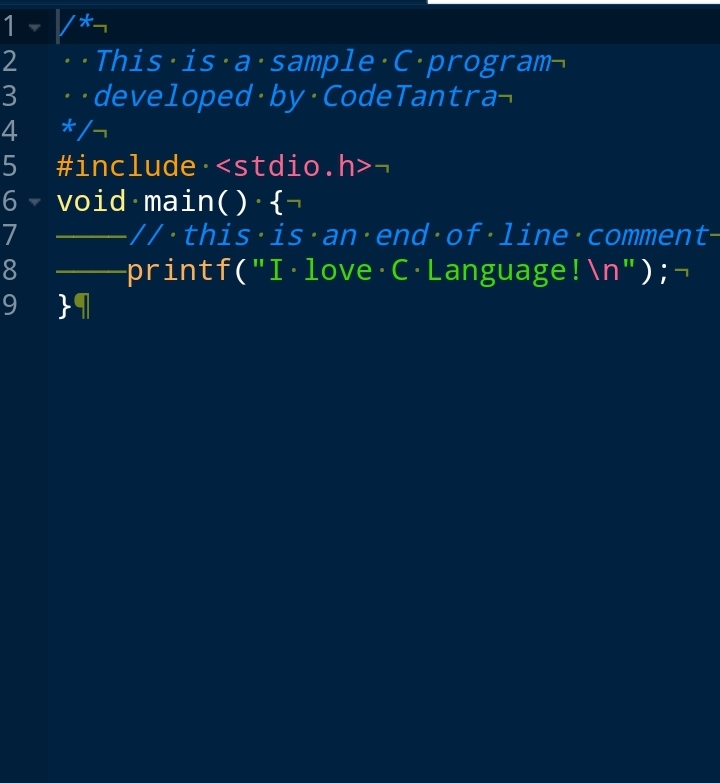 1 /*¬
2 ··This·is·a·sample·C·program¬
3 ··developed·by·CodeTantra¬
4 */¬
5 #include·<stdio.h>¬
6 void·main()·{¬
7 ————//·this·is·an·end·of·line·comment¬
8 ————printf("I·love·C·Language!\n");¬
9 }¶